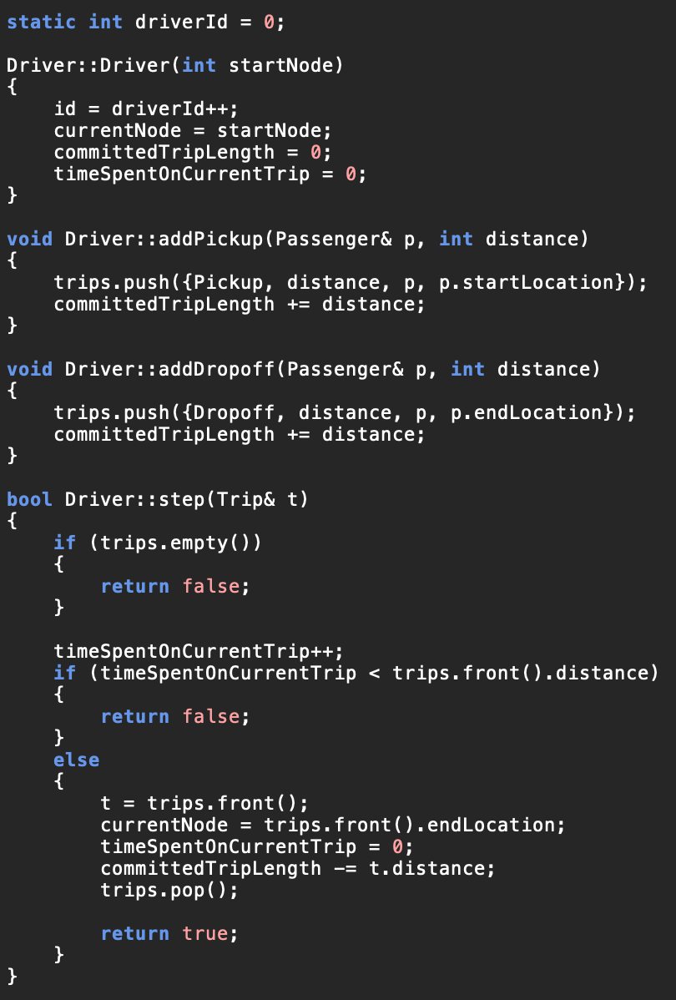 static int driverId = 0;

Driver::Driver(int startNode)
{
    id = driverId++;
    currentNode = startNode;
    committedTripLength = 0;
    timeSpentOnCurrentTrip = 0;
}

void Driver::addPickup(Passenger& p, int distance)
{
    trips.push({Pickup, distance, p, p.startLocation});
    committedTripLength += distance;
}

void Driver::addDropoff(Passenger& p, int distance)
{
    trips.push({Dropoff, distance, p, p.endLocation});
    committedTripLength += distance;
}

bool Driver::step(Trip& t)
{
    if (trips.empty())
    {
        return false;
    }

    timeSpentOnCurrentTrip++;
    if (timeSpentOnCurrentTrip < trips.front().distance)
    {
        return false;
    }
    else
    {
        t = trips.front();
        currentNode = trips.front().endLocation;
        timeSpentOnCurrentTrip = 0;
        committedTripLength -= t.distance;
        trips.pop();

        return true;
    }
}